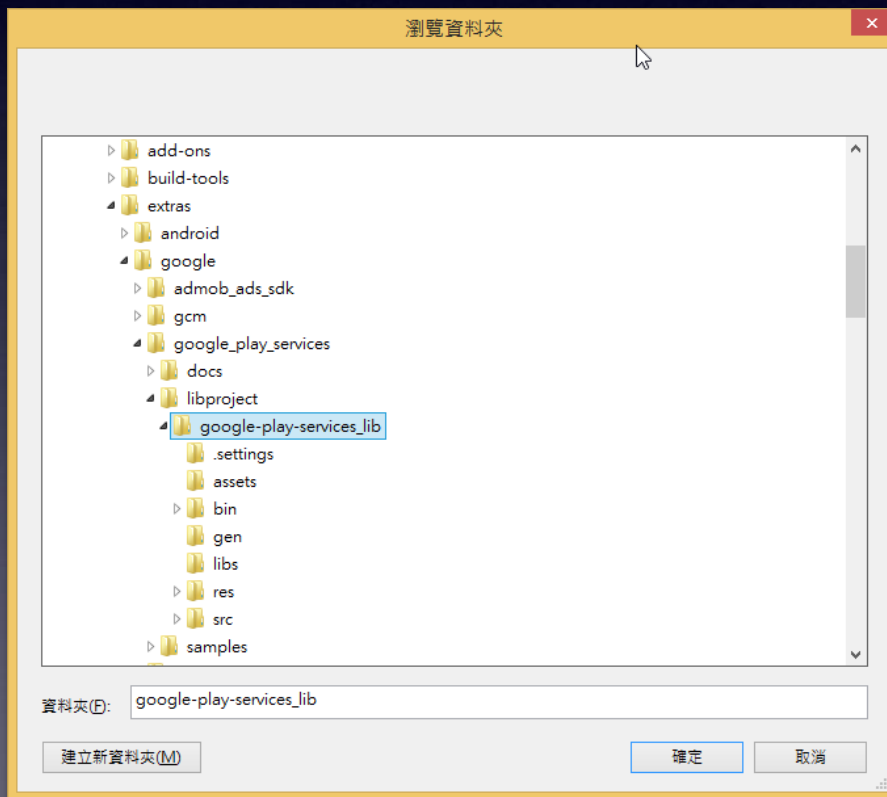 瀏覽資料夾
add-ons
build-tools
extras
android
google
admob_ads_sdk
gcm
google_play_services
docs
libproject
google-play-services_lib
.settings
assets
bin
gen
libs
res
src
samples
資料夾(F): google-play-services_lib
建立新資料夾(M) 確定 取消